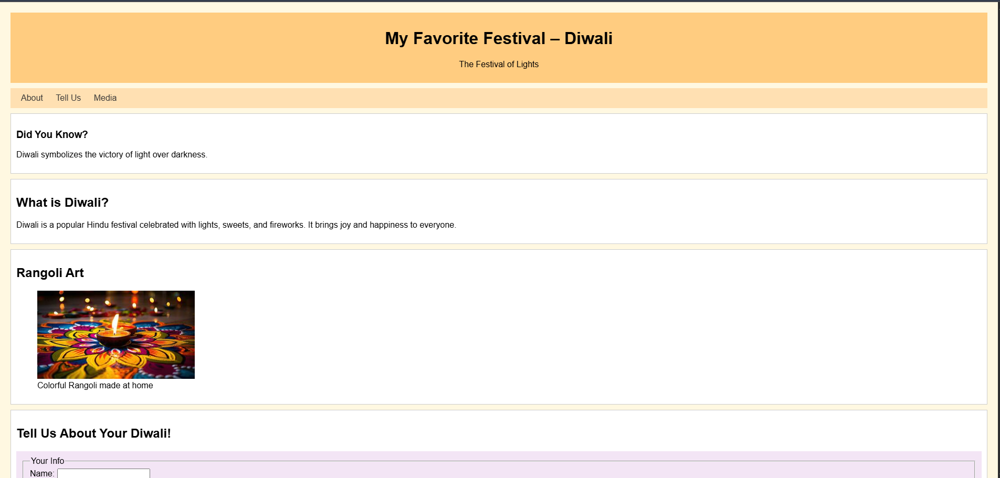 My Favorite Festival – Diwali
The Festival of Lights
About Tell Us Media
Did You Know?
Diwali symbolizes the victory of light over darkness.
What is Diwali?
Diwali is a popular Hindu festival celebrated with lights, sweets, and fireworks. It brings joy and happiness to everyone.
Rangoli Art
Colorful Rangoli made at home
Tell Us About Your Diwali!
Your Info
Name: